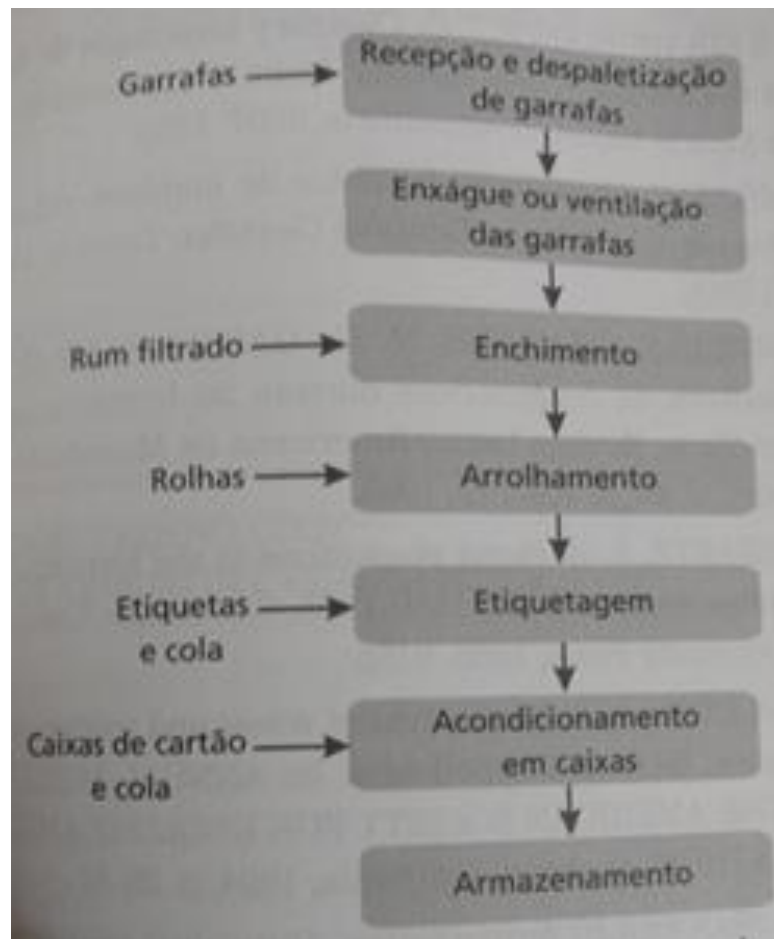 Garrafas
Recepção e despaletização
de garrafas
Enxágue ou ventilação
das garrafas
Rum filtrado
Enchimento
Rolhas
Arrolhamento
Etiquetas
e cola
Etiquetagem
Caixas de cartão
e cola
Acondicionamento
em caixas
Armazenamento